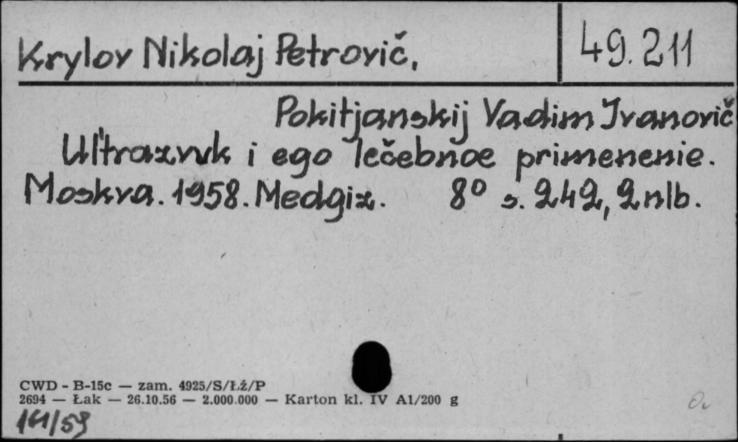 Krylov Nikolaj Petrovič,
49.211
Pokitjanskij Vadim Ivanovič
Ul'trazvuk i ego lečebnoe primenenie.
Moskva. 1958. Medgiz. 8° s. 242, 2 nlb.
CWD - B-15c — zam. 4925/S/Łż/P
2694 — Łak — 26.10.56 — 2.000.000 — Karton kl. IV A1/200 g